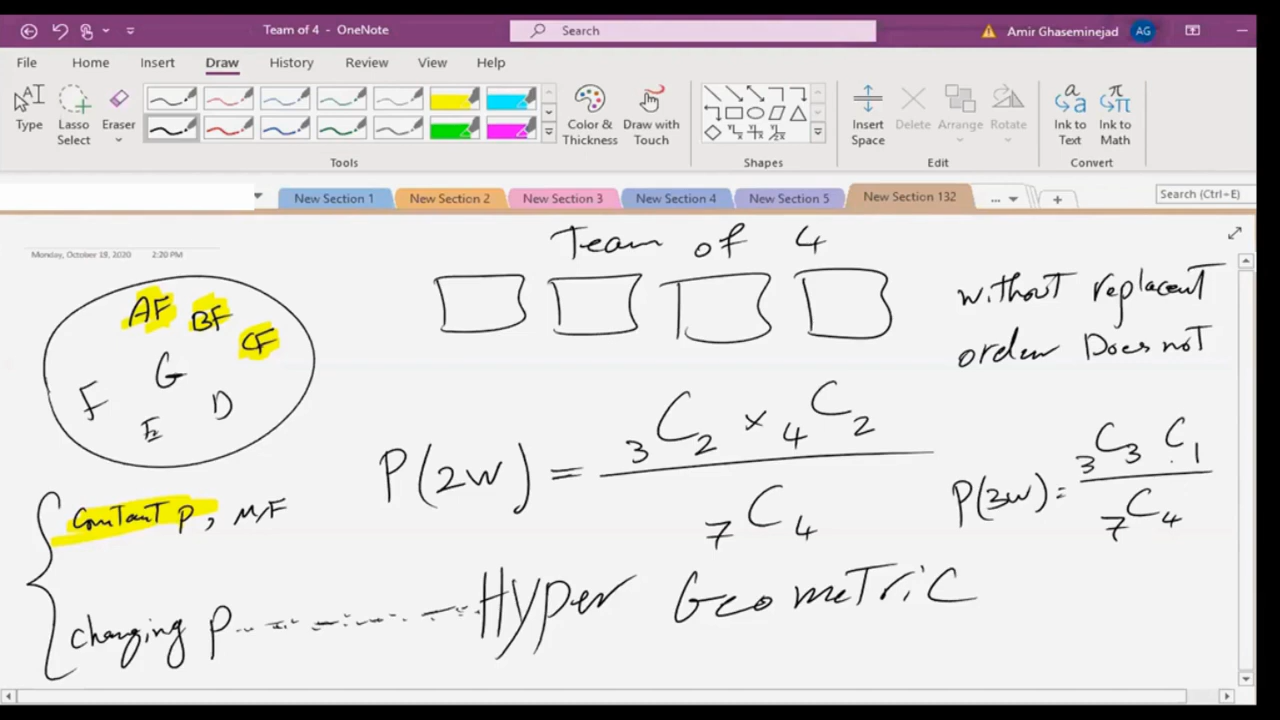 Team of 4 - OneNote
Search
Amir Ghaseminejad AG
File Home Insert Draw History Review View Help
Type
Lasso Select
Eraser
Color & Thickness
Draw with Touch
Insert Space
Delete
Arrange
Rotate
Ink to Text
Ink to Math
Tools
Shapes
Edit
Convert
New Section 1
New Section 2
New Section 3
New Section 4
New Section 5
New Section 132
...
Search (Ctrl+E)
Monday, October 19, 2020 2:20 PM
Team of 4
without replacent
order Does not
AF BF CF
G
F E D
P(2W) = 3C2 × 4C2 / 7C4
P(3W) = 3C3 C1 / 7C4
Constant P, M,F
changing P
Hyper GeomeTric